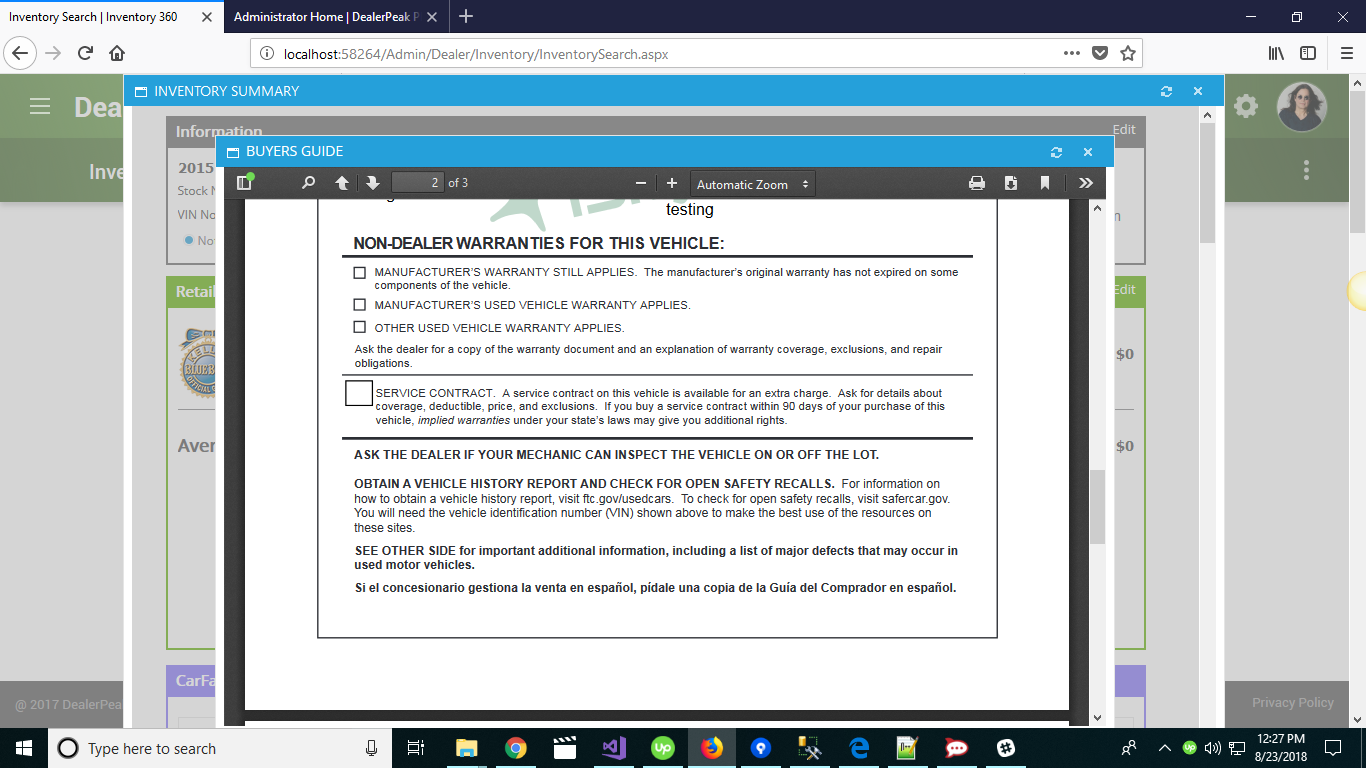 Inventory Search | Inventory 360
Administrator Home | DealerPeak P
localhost:58264/Admin/Dealer/Inventory/InventorySearch.aspx
INVENTORY SUMMARY
Dea
Information
Edit
BUYERS GUIDE
Inve
2015
2 of 3
Automatic Zoom
Stock N
VIN No
No
testing
NON-DEALER WARRANTIES FOR THIS VEHICLE:
MANUFACTURER'S WARRANTY STILL APPLIES. The manufacturer's original warranty has not expired on some
components of the vehicle.
Retail
Edit
MANUFACTURER'S USED VEHICLE WARRANTY APPLIES.
OTHER USED VEHICLE WARRANTY APPLIES.
Ask the dealer for a copy of the warranty document and an explanation of warranty coverage, exclusions, and repair
obligations.
$0
SERVICE CONTRACT. A service contract on this vehicle is available for an extra charge. Ask for details about
coverage, deductible, price, and exclusions. If you buy a service contract within 90 days of your purchase of this
vehicle, implied warranties under your state's laws may give you additional rights.
Aver
$0
ASK THE DEALER IF YOUR MECHANIC CAN INSPECT THE VEHICLE ON OR OFF THE LOT.
OBTAIN A VEHICLE HISTORY REPORT AND CHECK FOR OPEN SAFETY RECALLS. For information on
how to obtain a vehicle history report, visit ftc.gov/usedcars. To check for open safety recalls, visit safercar.gov.
You will need the vehicle identification number (VIN) shown above to make the best use of the resources on
these sites.
SEE OTHER SIDE for important additional information, including a list of major defects that may occur in
used motor vehicles.
Si el concesionario gestiona la venta en español, pídale una copia de la Guía del Comprador en español.
CarFa
@ 2017 DealerPea
Privacy Policy
Type here to search
up
12:27 PM
8/23/2018